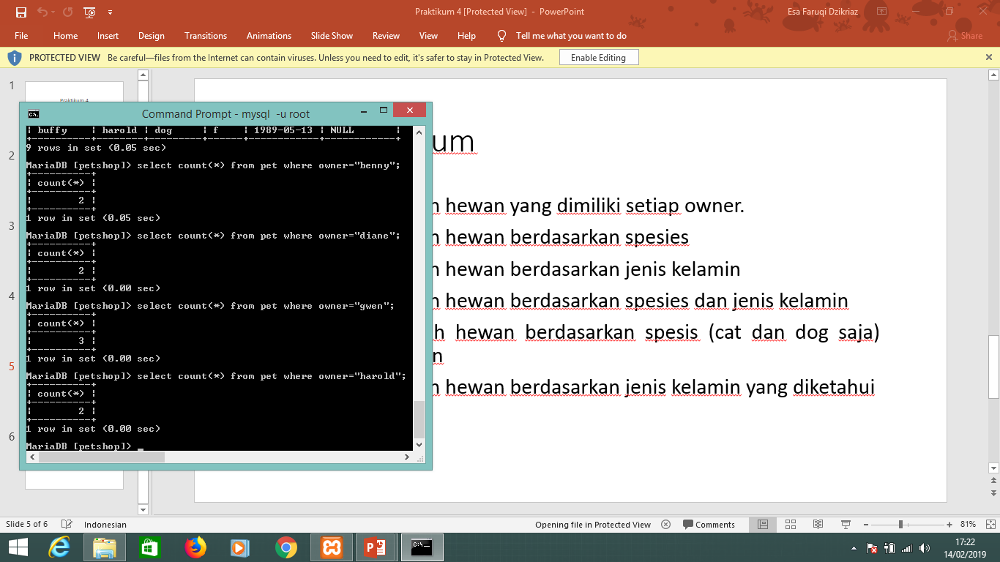 Praktikum 4 [Protected View] - PowerPoint
Esa Faruqi Dzikriaz
File Home Insert Design Transitions Animations Slide Show Review View Help Tell me what you want to do Share
PROTECTED VIEW Be careful—files from the Internet can contain viruses. Unless you need to edit, it's safer to stay in Protected View. Enable Editing
1
Praktikum 4
2
3
4
5
6
Command Prompt - mysql -u root
| buffy | harold | dog | f | 1989-05-13 | NULL |
9 rows in set (0.05 sec)
MariaDB [petshop]> select count(*) from pet where owner="benny";
| count(*) |
| 2 |
1 row in set (0.05 sec)
MariaDB [petshop]> select count(*) from pet where owner="diane";
| count(*) |
| 2 |
1 row in set (0.00 sec)
MariaDB [petshop]> select count(*) from pet where owner="gwen";
| count(*) |
| 3 |
1 row in set (0.00 sec)
MariaDB [petshop]> select count(*) from pet where owner="harold";
| count(*) |
| 2 |
1 row in set (0.00 sec)
MariaDB [petshop]> _
um
hewan yang dimiliki setiap owner.
hewan berdasarkan spesies
hewan berdasarkan jenis kelamin
hewan berdasarkan spesies dan jenis kelamin
h hewan berdasarkan spesis (cat dan dog saja)
n
hewan berdasarkan jenis kelamin yang diketahui
Slide 5 of 6 Indonesian Opening file in Protected View Comments 81%
17:22
14/02/2019